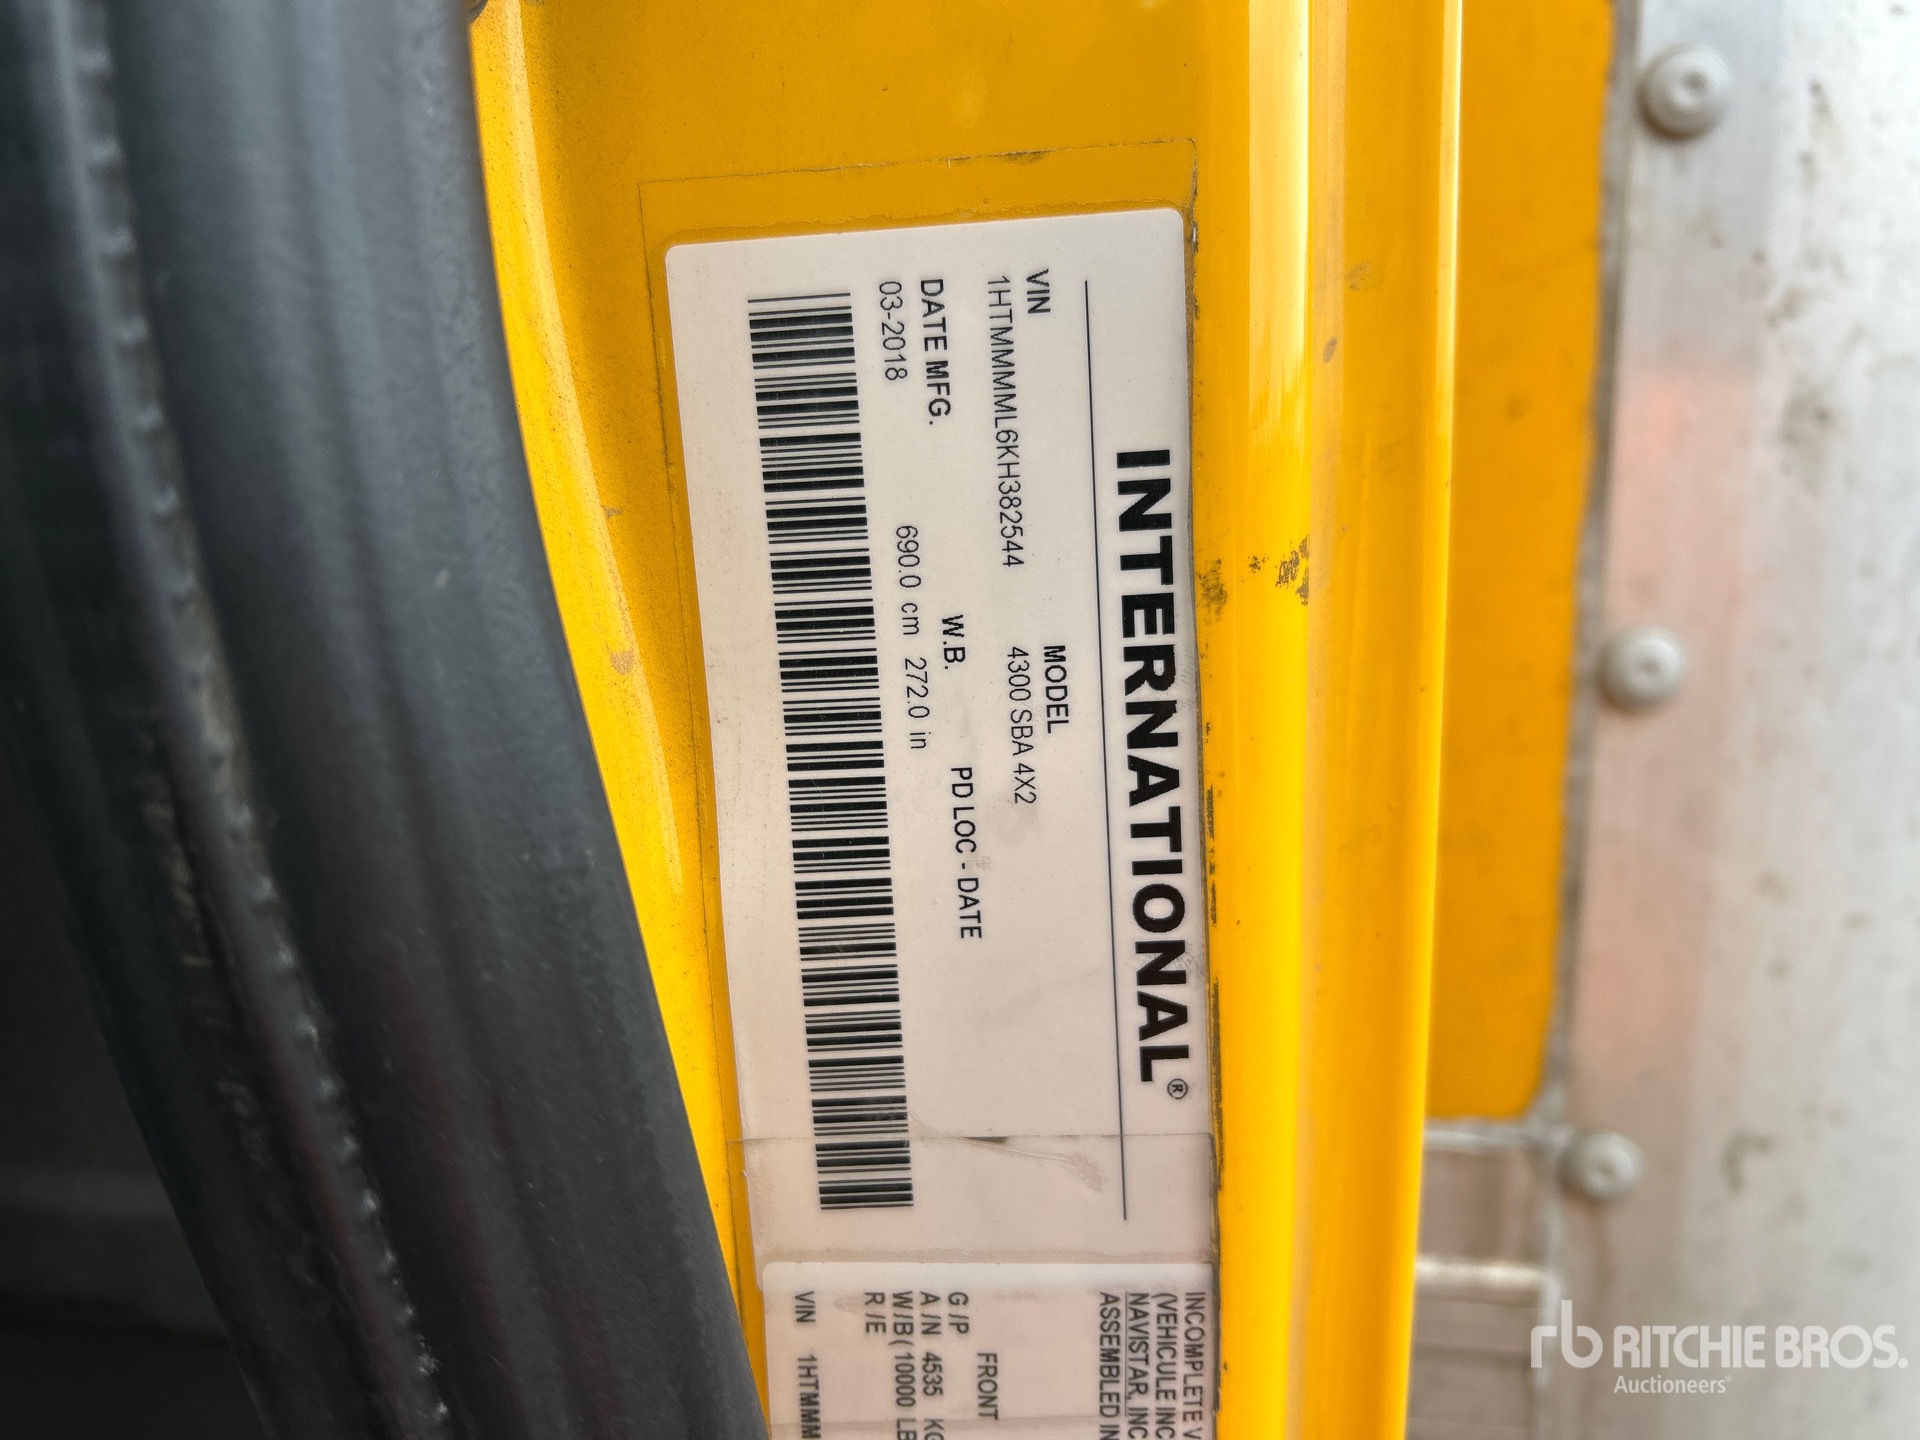 INTERNATIONAL®
VIN MODEL
1HTMMMML6KH382544 4300 SBA 4X2
DATE MFG. W.B. PD LOC - DATE
03-2018 690.0 cm 272.0 in
INCOMPLETE V
(VEHICULE INC
NAVISTAR, INC
ASSEMBLED IN
FRONT
G/P
A/N 4535 KG
W/B (10000 LB
R/E
VIN 1HTMMM
rb RITCHIE BROS.
Auctioneers